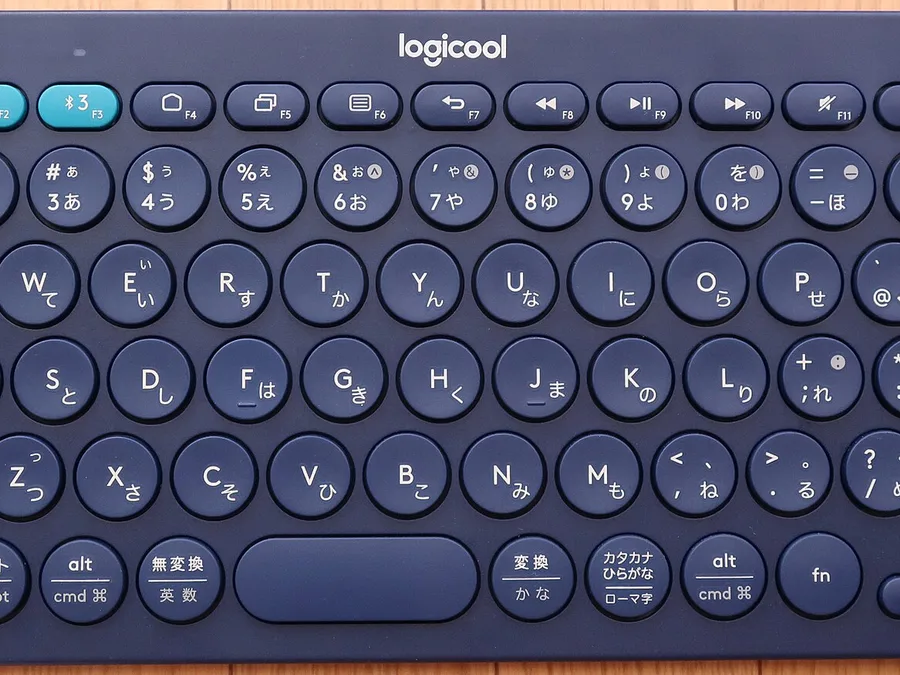 logicool
F2 3 F3 F4 F5 F6 F7 F8 F9 F10 F11
# ぁ $ ぅ % ぇ & ぉ ^ ' ゃ & ( ゅ * ) ょ ( を ) = −
3 あ 4 う 5 え 6 お 7 や 8 ゆ 9 よ 0 わ − ほ
W て E ぃ い R す T か Y ん U な I に O ら P せ ` @
S と D し F は G き H く J ま K の L り + : ; れ
Z っ つ X さ C そ V ひ B こ N み M も < 、 , ね > 。 . る ? /
alt 無変換 変換 カタカナ alt fn
ひらがな
cmd ⌘ 英数 かな ローマ字 cmd ⌘